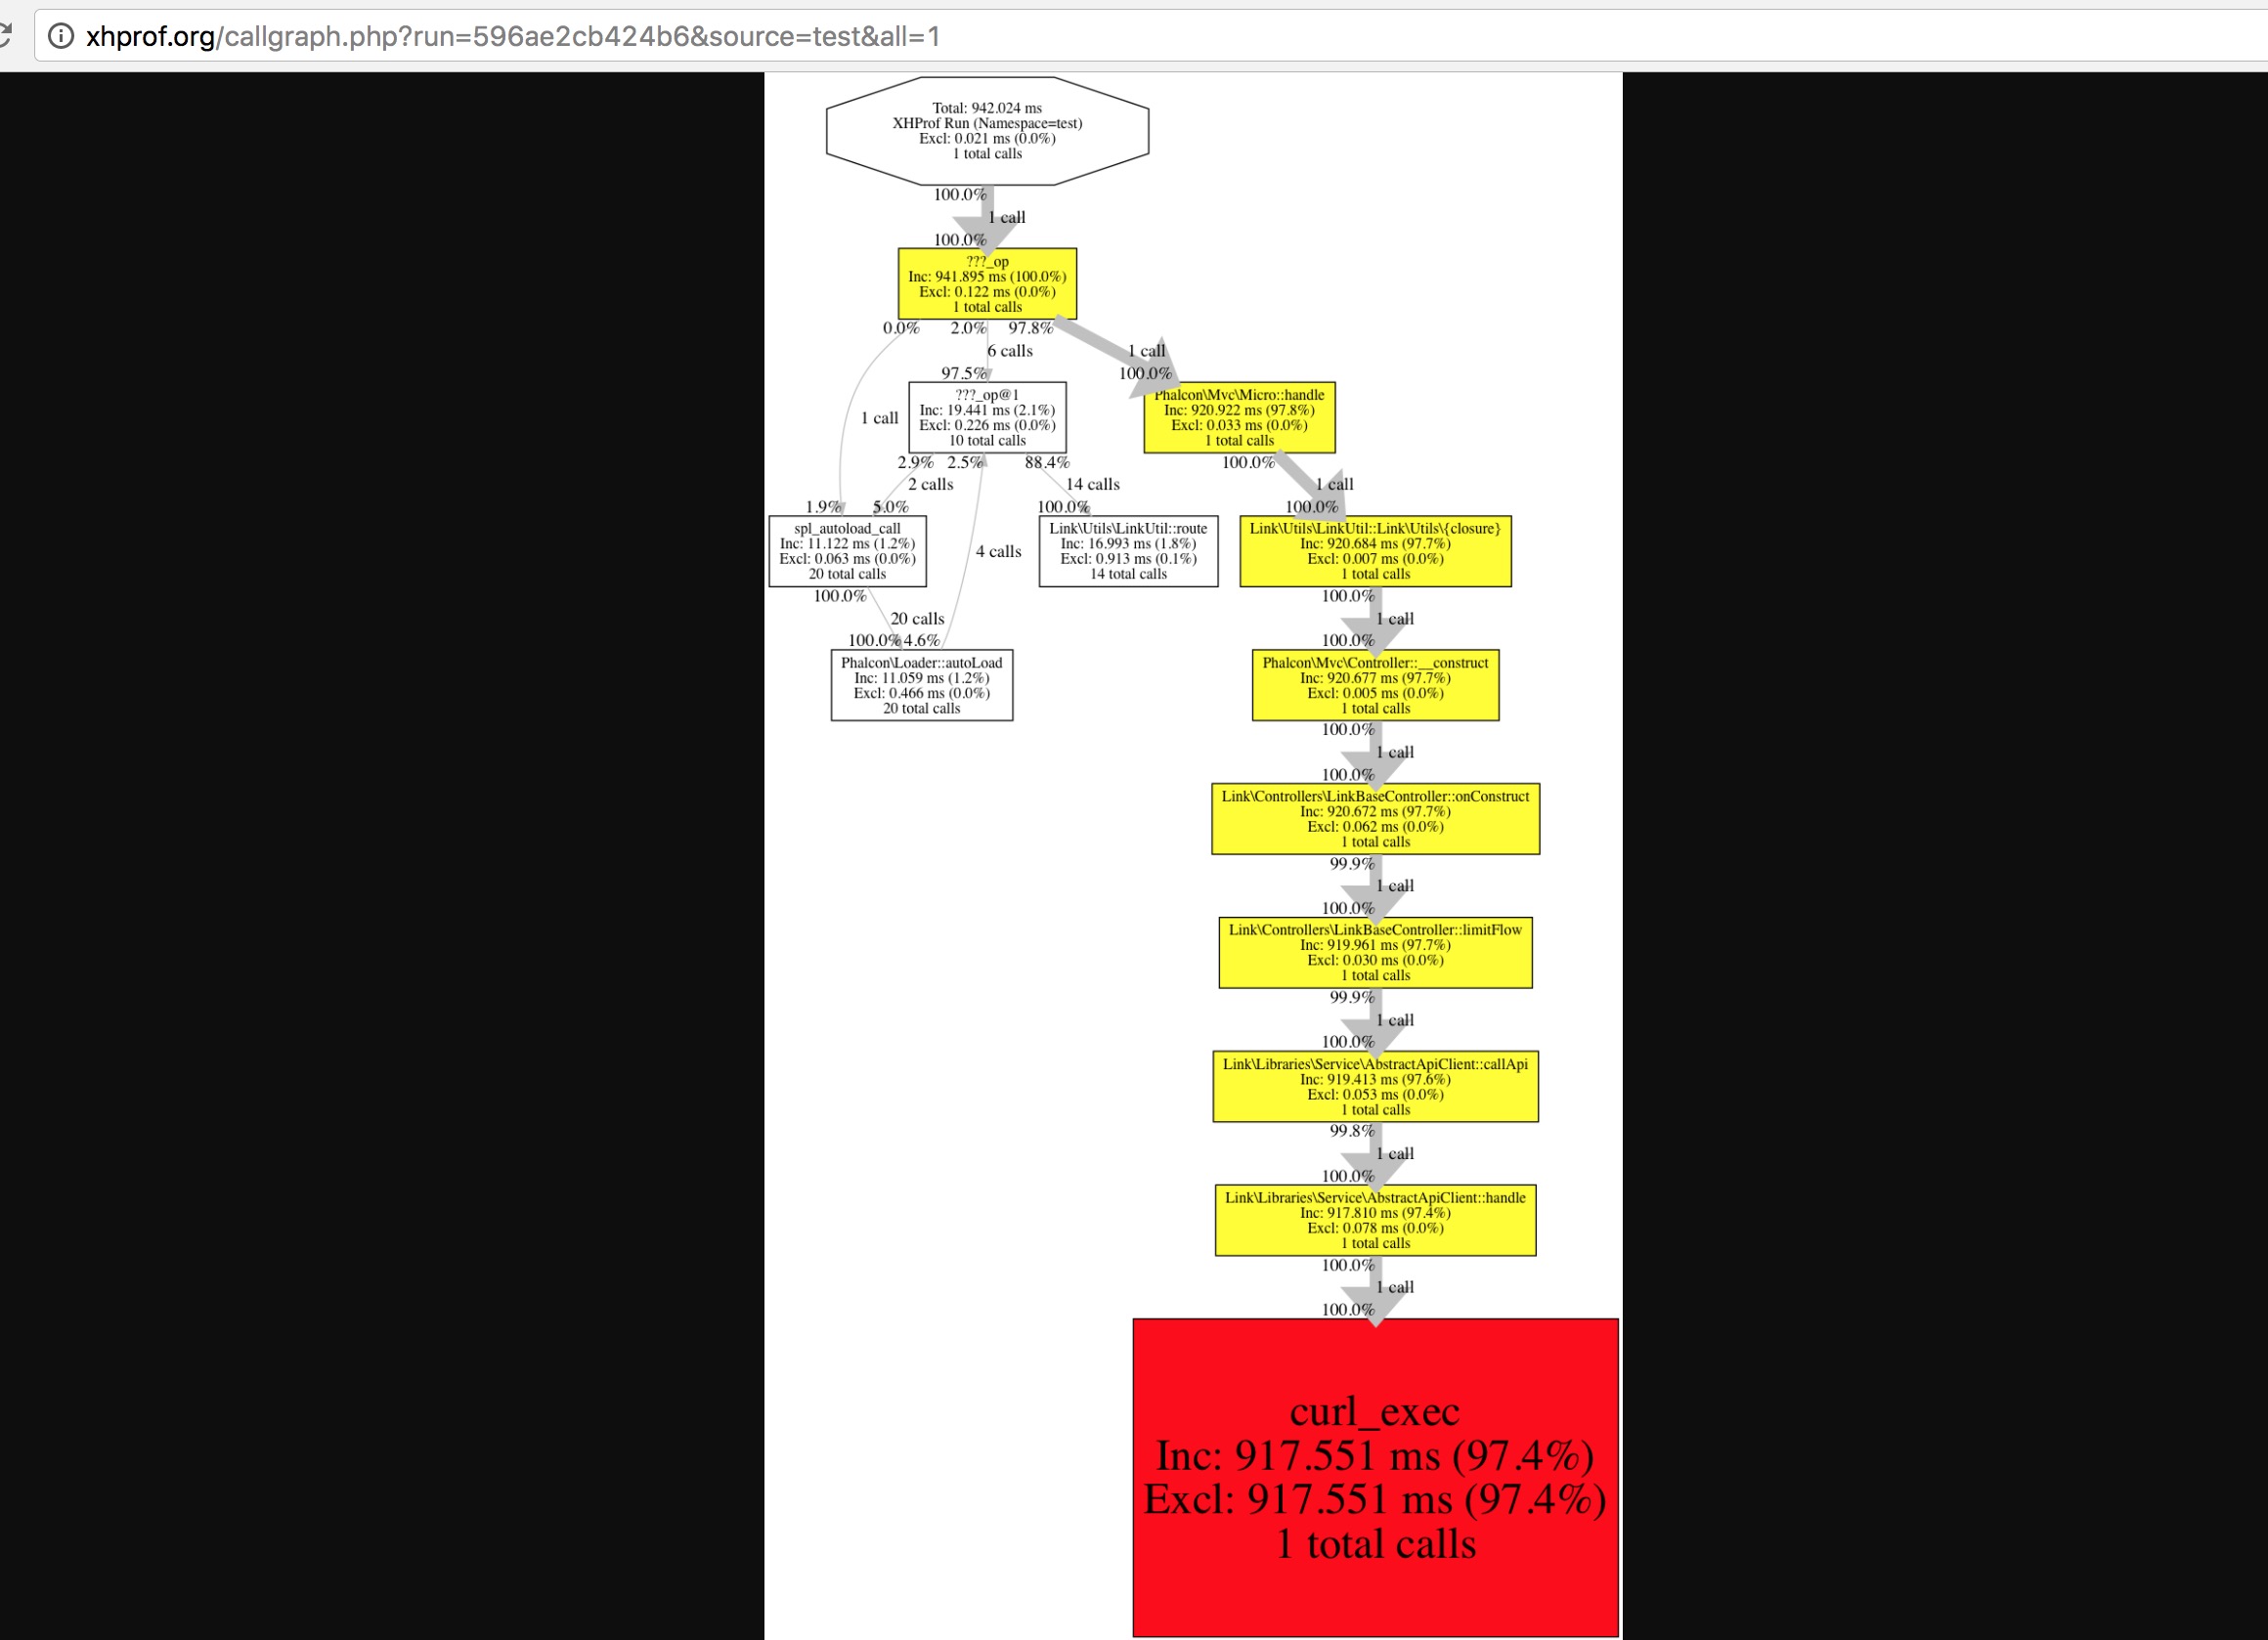 xhprof.org/callgraph.php?run=596ae2cb424b6&source=test&all=1
Total: 942.024 ms
XHProf Run (Namespace=test)
Excl: 0.021 ms (0.0%)
1 total calls
100.0%
1 call
100.0%
???_op
Inc: 941.895 ms (100.0%)
Excl: 0.122 ms (0.0%)
1 total calls
0.0% 2.0% 97.8%
6 calls 1 call
97.5% 100.0%
???_op@1
Inc: 19.441 ms (2.1%)
Excl: 0.226 ms (0.0%)
10 total calls
Phalcon\Mvc\Micro::handle
Inc: 920.922 ms (97.8%)
Excl: 0.033 ms (0.0%)
1 total calls
1 call
2.9% 2.5% 88.4% 100.0%
2 calls 14 calls 1 call
1.9% 5.0% 100.0% 100.0%
spl_autoload_call
Inc: 11.122 ms (1.2%)
Excl: 0.063 ms (0.0%)
20 total calls
4 calls
Link\Utils\LinkUtil::route
Inc: 16.993 ms (1.8%)
Excl: 0.913 ms (0.1%)
14 total calls
Link\Utils\LinkUtil::Link\Utils\{closure}
Inc: 920.684 ms (97.7%)
Excl: 0.007 ms (0.0%)
1 total calls
100.0% 100.0%
20 calls 1 call
100.0% 4.6% 100.0%
Phalcon\Loader::autoLoad
Inc: 11.059 ms (1.2%)
Excl: 0.466 ms (0.0%)
20 total calls
Phalcon\Mvc\Controller::__construct
Inc: 920.677 ms (97.7%)
Excl: 0.005 ms (0.0%)
1 total calls
100.0%
1 call
100.0%
Link\Controllers\LinkBaseController::onConstruct
Inc: 920.672 ms (97.7%)
Excl: 0.062 ms (0.0%)
1 total calls
99.9%
1 call
100.0%
Link\Controllers\LinkBaseController::limitFlow
Inc: 919.961 ms (97.7%)
Excl: 0.030 ms (0.0%)
1 total calls
99.9%
1 call
100.0%
Link\Libraries\Service\AbstractApiClient::callApi
Inc: 919.413 ms (97.6%)
Excl: 0.053 ms (0.0%)
1 total calls
99.8%
1 call
100.0%
Link\Libraries\Service\AbstractApiClient::handle
Inc: 917.810 ms (97.4%)
Excl: 0.078 ms (0.0%)
1 total calls
100.0%
1 call
100.0%
curl_exec
Inc: 917.551 ms (97.4%)
Excl: 917.551 ms (97.4%)
1 total calls